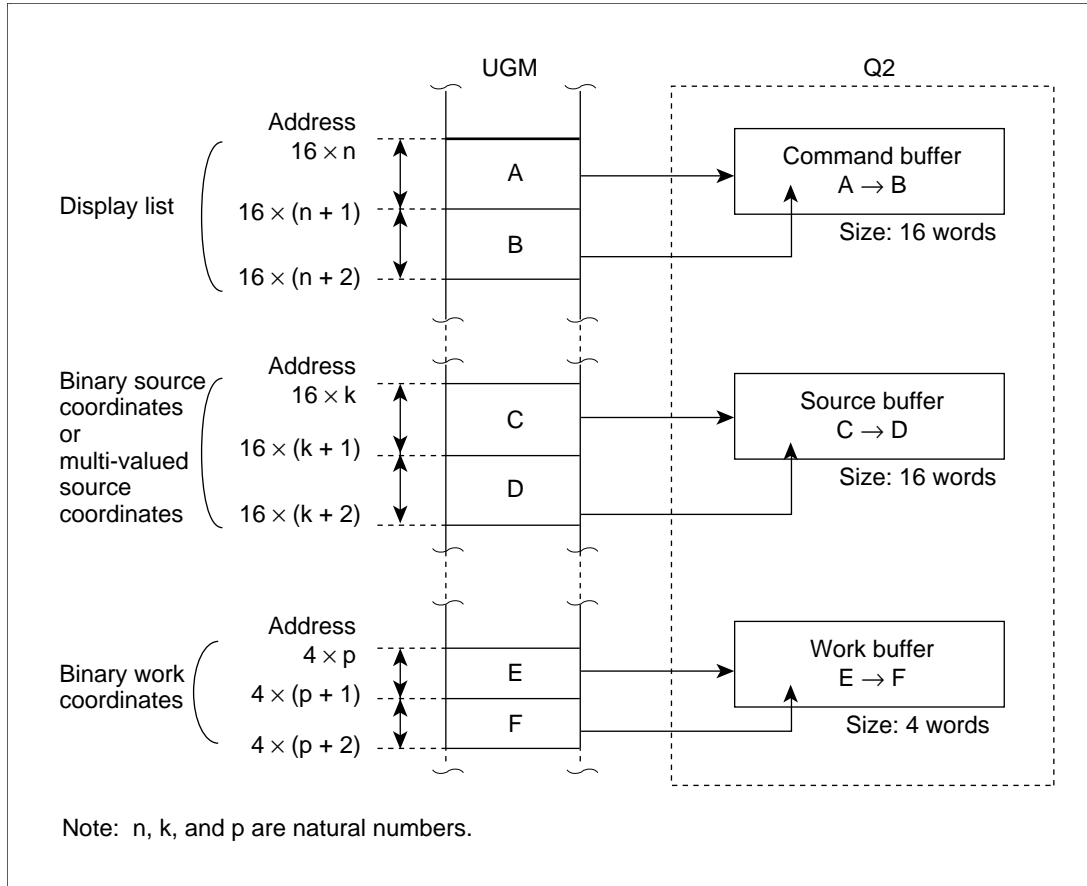 UGM
Q2
Address
16 × n
16 × (n + 1)
16 × (n + 2)
Display list
A
B
Command buffer
A → B
Size: 16 words
Address
16 × k
16 × (k + 1)
16 × (k + 2)
Binary source
coordinates
or
multi-valued
source
coordinates
C
D
Source buffer
C → D
Size: 16 words
Address
4 × p
4 × (p + 1)
4 × (p + 2)
Binary work
coordinates
E
F
Work buffer
E → F
Size: 4 words
Note: n, k, and p are natural numbers.